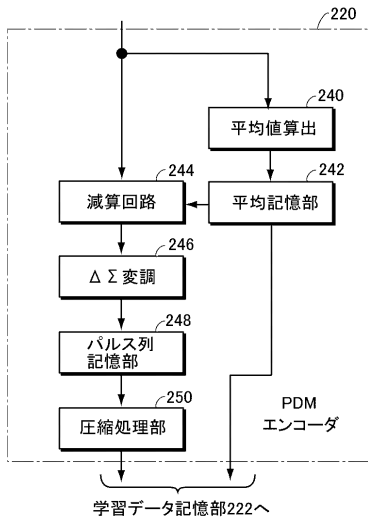 220
240
平均値算出
244
242
減算回路
平均記憶部
246
ΔΣ変調
248
パルス列
記憶部
250
圧縮処理部
PDM
エンコーダ
学習データ記憶部222へ